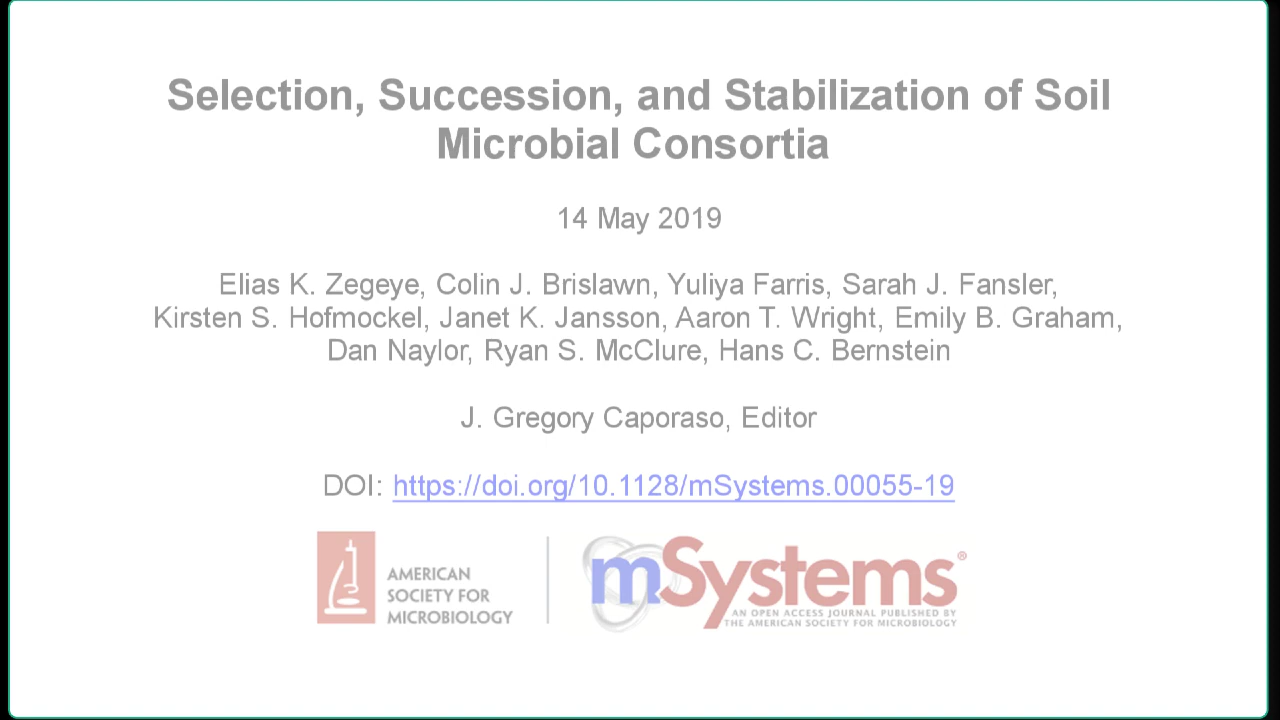 Selection, Succession, and Stabilization of Soil
Microbial Consortia
14 May 2019
Elias K. Zegeye, Colin J. Brislawn, Yuliya Farris, Sarah J. Fansler,
Kirsten S. Hofmockel, Janet K. Jansson, Aaron T. Wright, Emily B. Graham,
Dan Naylor, Ryan S. McClure, Hans C. Bernstein
J. Gregory Caporaso, Editor
DOI: https://doi.org/10.1128/mSystems.00055-19
AMERICAN
SOCIETY FOR
MICROBIOLOGY
mSystems®
AN OPEN ACCESS JOURNAL PUBLISHED BY
THE AMERICAN SOCIETY FOR MICROBIOLOGY